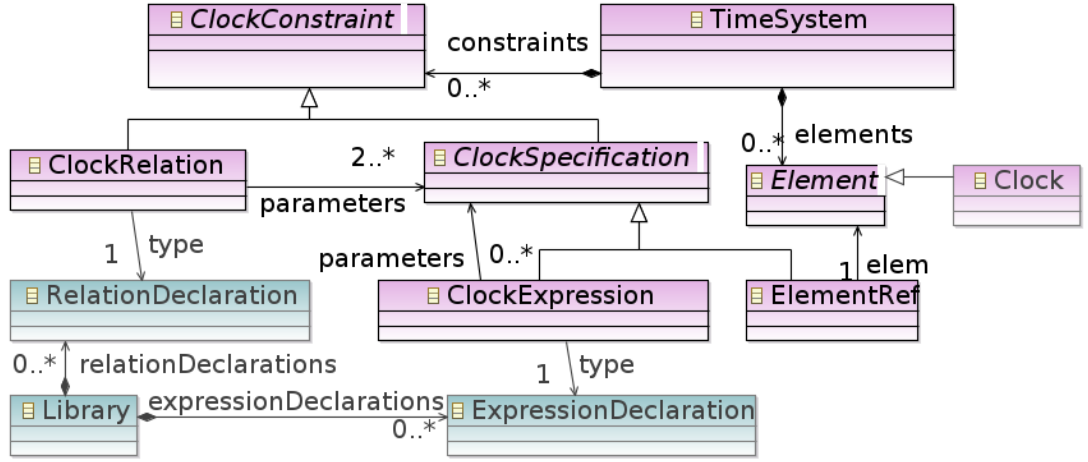 ClockConstraint
TimeSystem
constraints
0..*
0..* elements
ClockRelation
2..*
ClockSpecification
Element
Clock
parameters
1 type
parameters
0..*
1 elem
RelationDeclaration
ClockExpression
ElementRef
0..* relationDeclarations
1 type
Library
expressionDeclarations
0..*
ExpressionDeclaration